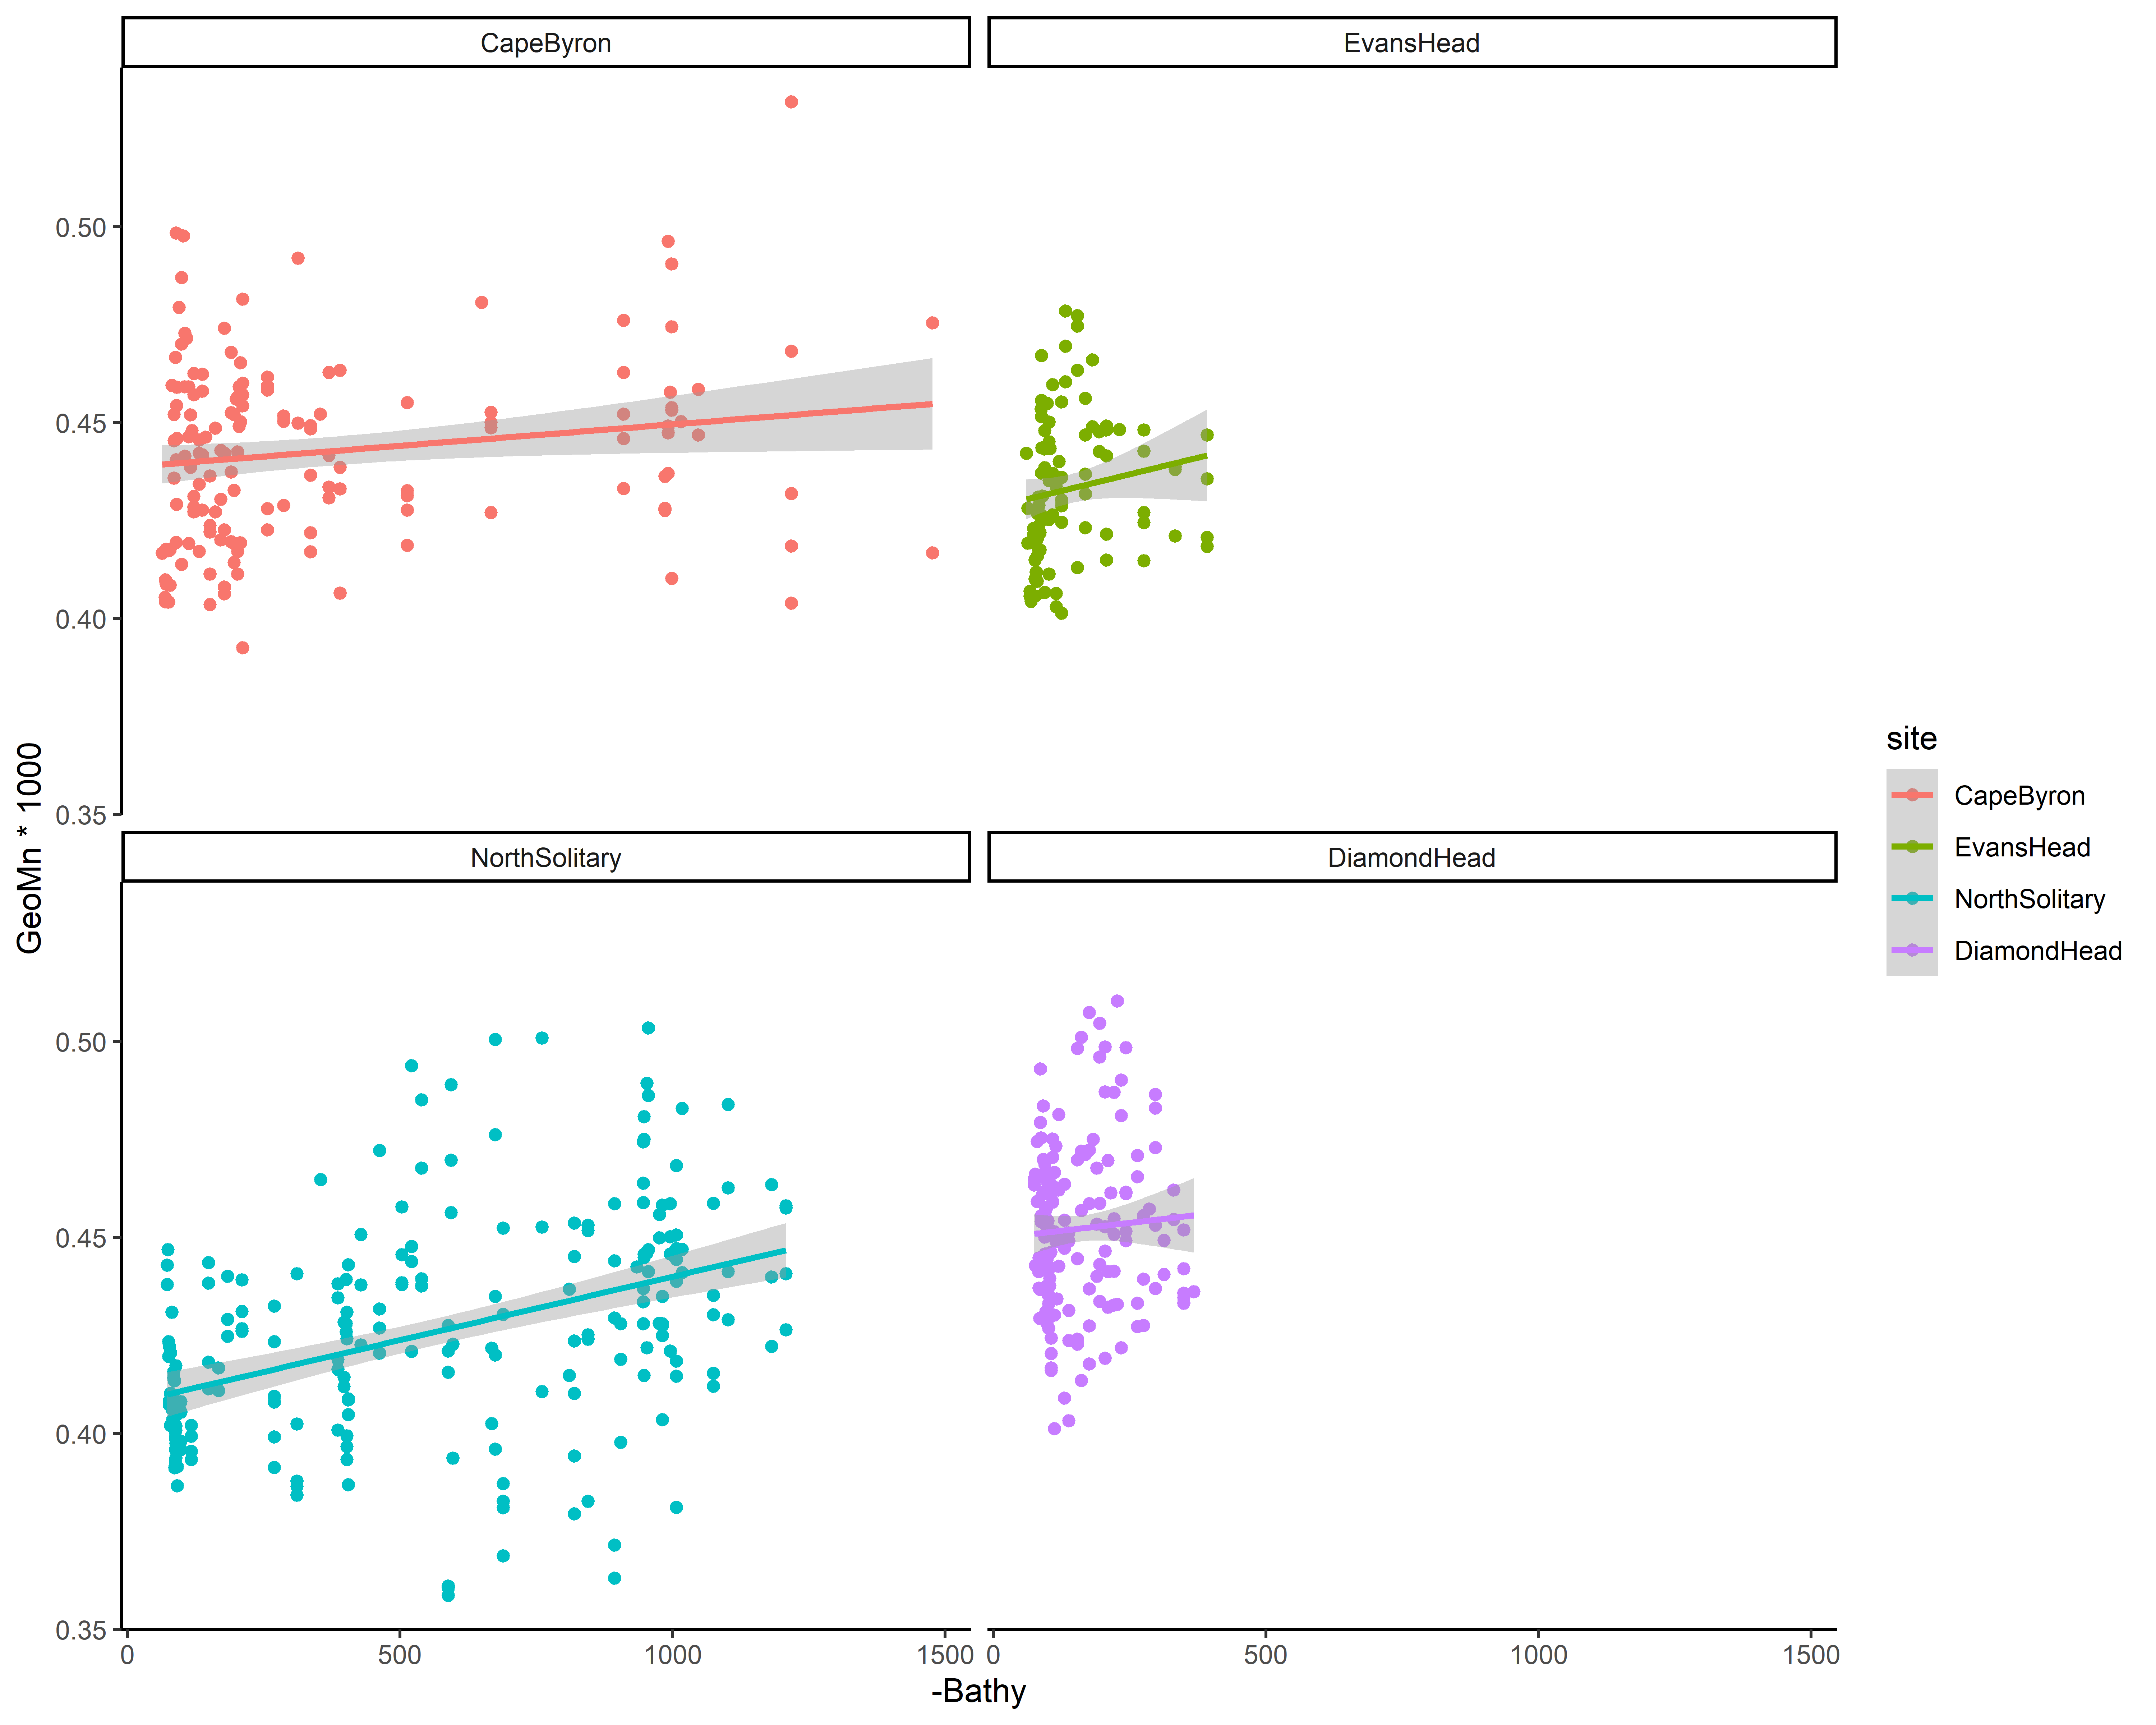 CapeByron
EvansHead
0.50
0.45
0.40
0.35
NorthSolitary
DiamondHead
0.50
0.45
0.40
0.35
0
500
1000
1500
0
500
1000
1500
-Bathy
GeoMn * 1000
site
CapeByron
EvansHead
NorthSolitary
DiamondHead